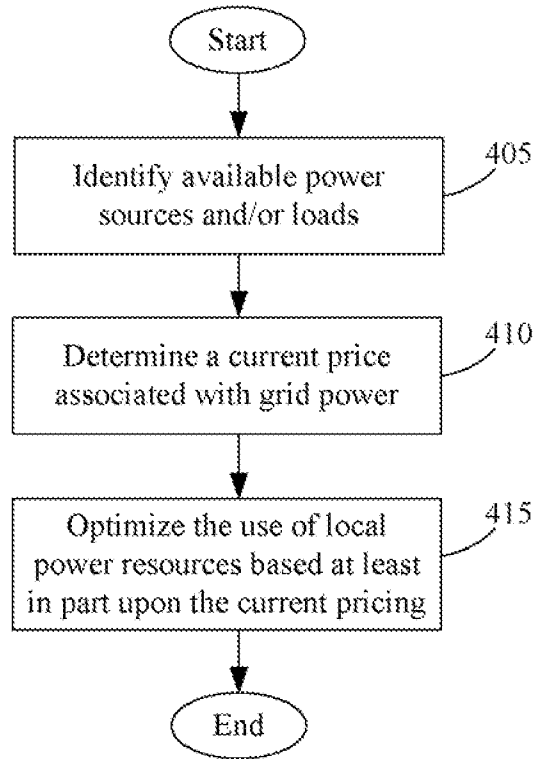 Start
405
Identify available power
sources and/or loads
410
Determine a current price
associated with grid power
415
Optimize the use of local
power resources based at least
in part upon the current pricing
End